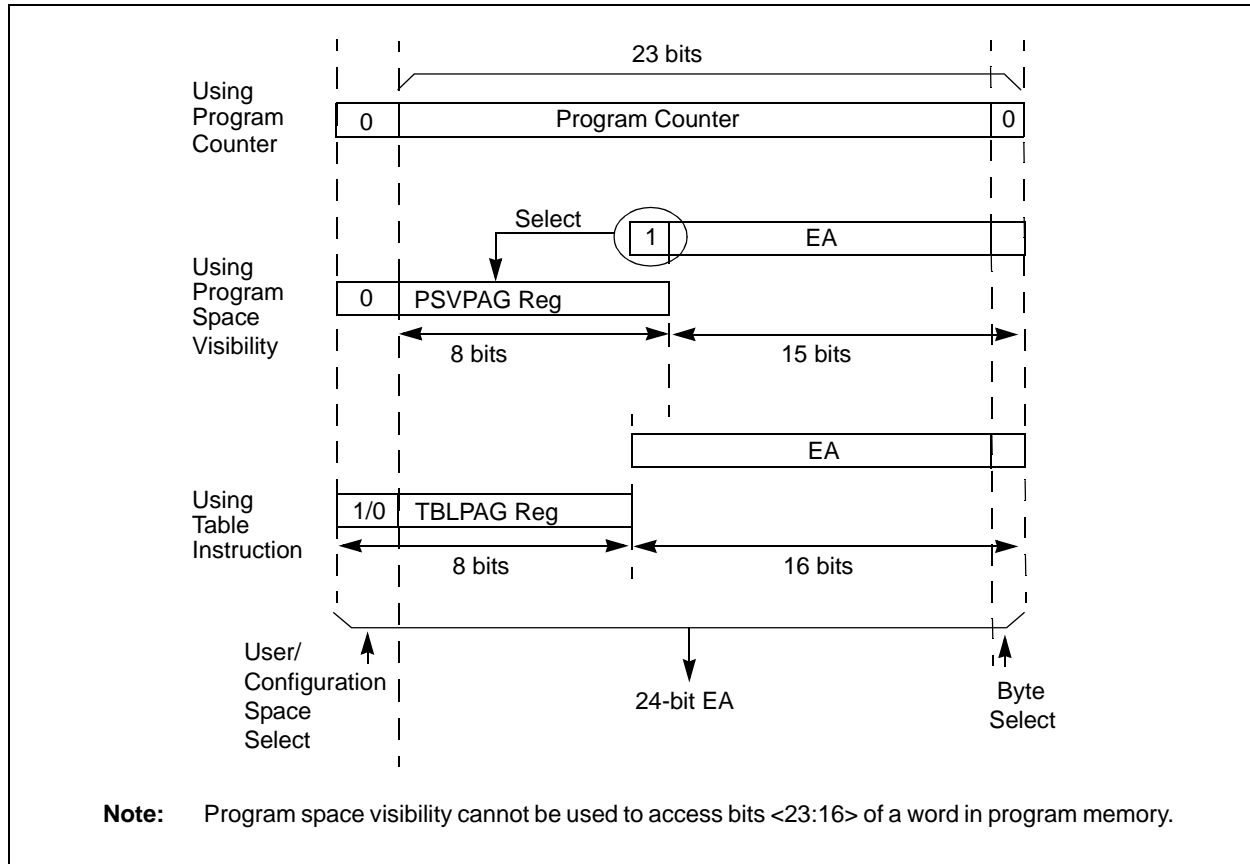 23 bits
Using
Program
Counter
0
Program Counter
0
Select
1
EA
Using
Program
Space
Visibility
0
PSVPAG Reg
8 bits
15 bits
EA
Using
Table
Instruction
1/0
TBLPAG Reg
8 bits
16 bits
User/
Configuration
Space
Select
24-bit EA
Byte
Select
Note: Program space visibility cannot be used to access bits <23:16> of a word in program memory.